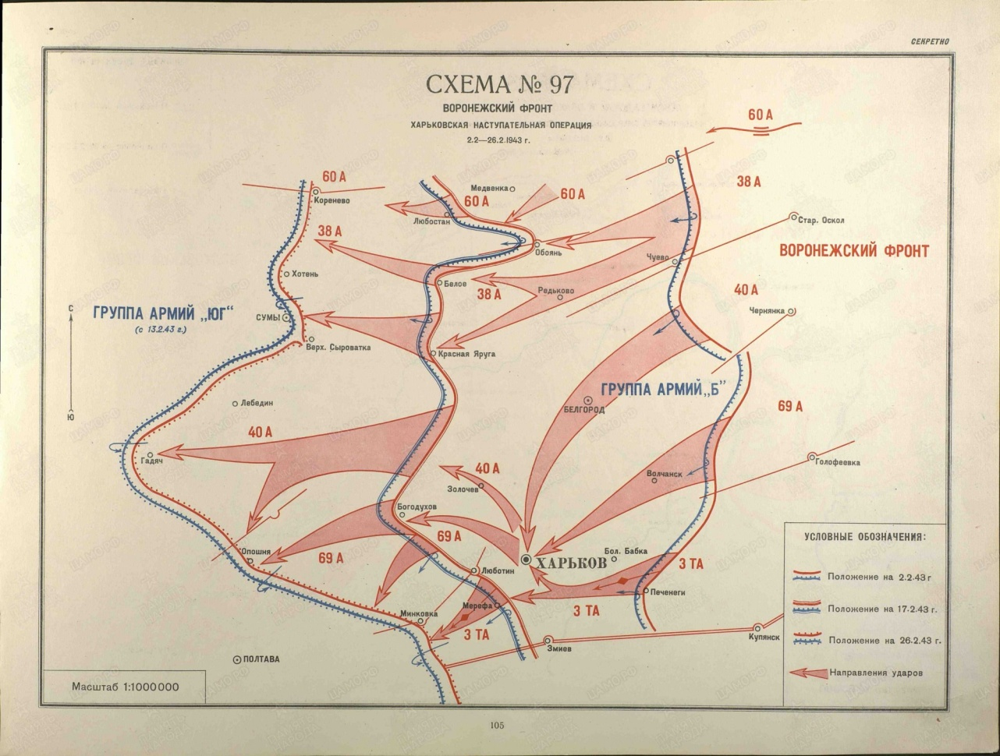 СЕКРЕТНО
СХЕМА № 97
ВОРОНЕЖСКИЙ ФРОНТ
ХАРЬКОВСКАЯ НАСТУПАТЕЛЬНАЯ ОПЕРАЦИЯ
2.2—26.2.1943 г.
60 А
60 А
38 А
Медвенка
60 А
60 А
Коренево
Любостан
Стар. Оскол
38 А
Обоянь
ВОРОНЕЖСКИЙ ФРОНТ
Чуево
Хотень
Белое
Редьково
38 А
40 А
С
ГРУППА АРМИЙ „ЮГ“
(с 13.2.43 г.)
СУМЫ
Чернянка
Верх. Сыроватка
Красная Яруга
ГРУППА АРМИЙ „Б”
Лебедин
БЕЛГОРОД
69 А
Ю
40 А
Гадяч
40 А
Голофеевка
Золочев
Волчанск
Богодухов
69 А
УСЛОВНЫЕ ОБОЗНАЧЕНИЯ:
Опошня
69 А
ХАРЬКОВ
Бол. Бабка
3 ТА
Люботин
Положение на 2.2.43 г
Печенеги
Мерефа
3 ТА
Положение на 17.2.43 г.
Минковка
3 ТА
Купянск
Положение на 26.2.43 г.
Змиев
ПОЛТАВА
Направления ударов
Масштаб 1:1000000
105
ЦАМО.РФ